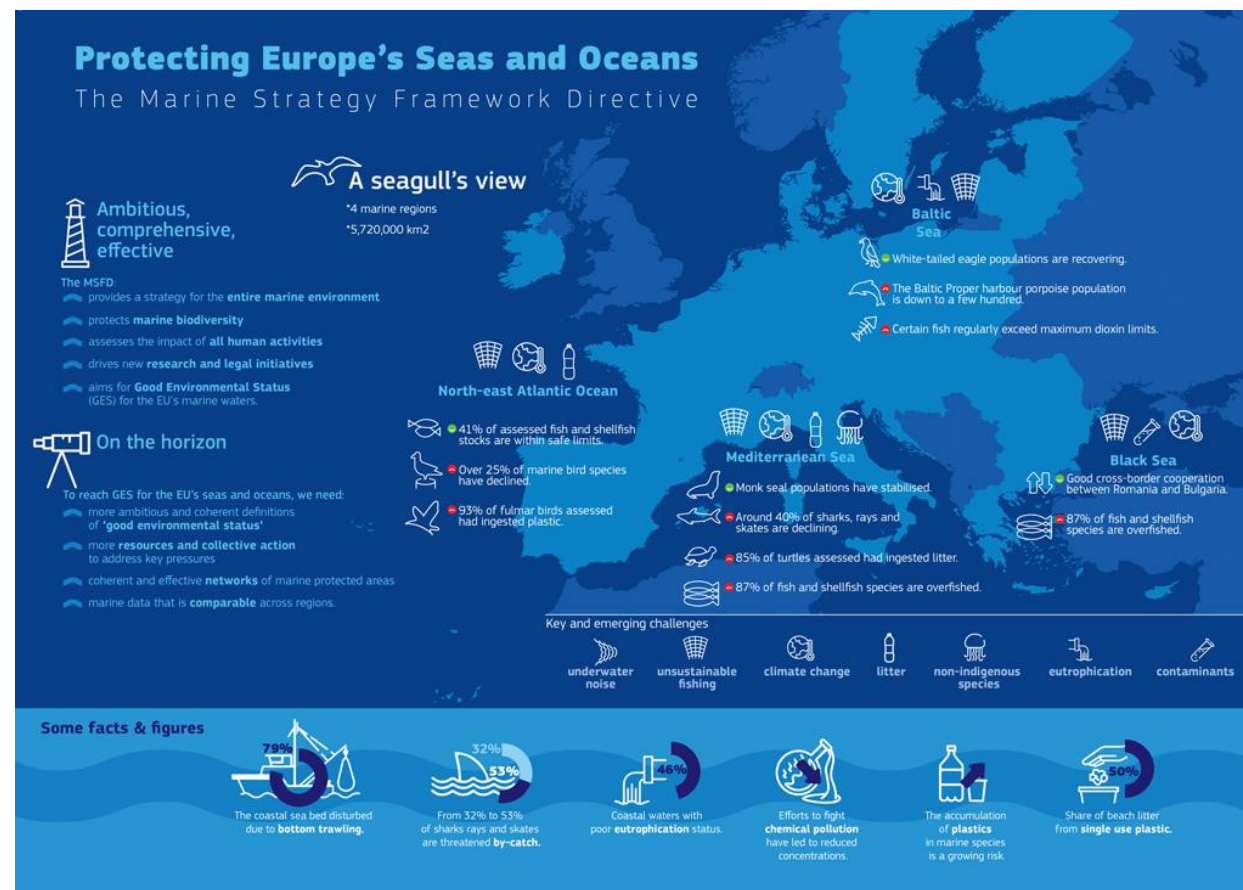 Protecting Europe's Seas and Oceans
The Marine Strategy Framework Directive
A seagull's view
*4 marine regions
*5,720,000 km2
Ambitious,
comprehensive,
effective
The MSFD:
provides a strategy for the entire marine environment
protects marine biodiversity
assesses the impact of all human activities
drives new research and legal initiatives
aims for Good Environmental Status
(GES) for the EU's marine waters.
On the horizon
To reach GES for the EU's seas and oceans, we need:
more ambitious and coherent definitions
of 'good environmental status'
more resources and collective action
to address key pressures
coherent and effective networks of marine protected areas
marine data that is comparable across regions.
North-east Atlantic Ocean
41% of assessed fish and shellfish
stocks are within safe limits.
Over 25% of marine bird species
have declined.
93% of fulmar birds assessed
had ingested plastic.
Baltic
Sea
White-tailed eagle populations are recovering.
The Baltic Proper harbour porpoise population
is down to a few hundred.
Certain fish regularly exceed maximum dioxin limits.
Mediterranean Sea
Monk seal populations have stabilised.
Around 40% of sharks, rays and
skates are declining.
85% of turtles assessed had ingested litter.
87% of fish and shellfish species are overfished.
Black Sea
Good cross-border cooperation
between Romania and Bulgaria.
87% of fish and shellfish
species are overfished.
Key and emerging challenges
underwater
noise
unsustainable
fishing
climate change
litter
non-indigenous
species
eutrophication
contaminants
Some facts & figures
79%
The coastal sea bed disturbed
due to bottom trawling.
32%
53%
From 32% to 53%
of sharks rays and skates
are threatened by-catch.
46%
Coastal waters with
poor eutrophication status.
Efforts to fight
chemical pollution
have led to reduced
concentrations.
The accumulation
of plastics
in marine species
is a growing risk.
50%
Share of beach litter
from single use plastic.